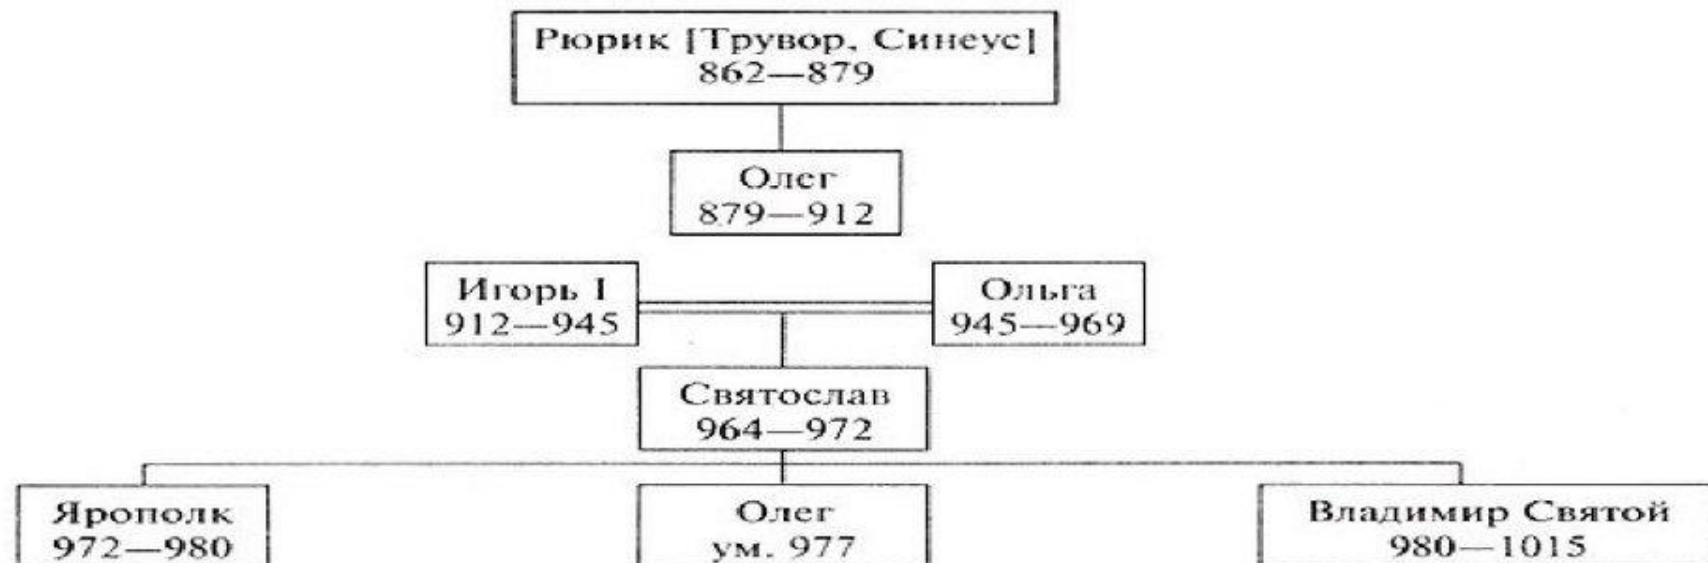 Рюрик [Трувор, Синеус]
862—879
Олег
879—912
Игорь I
912—945
Ольга
945—969
Святослав
964—972
Ярополк
972—980
Олег
ум. 977
Владимир Святой
980—1015